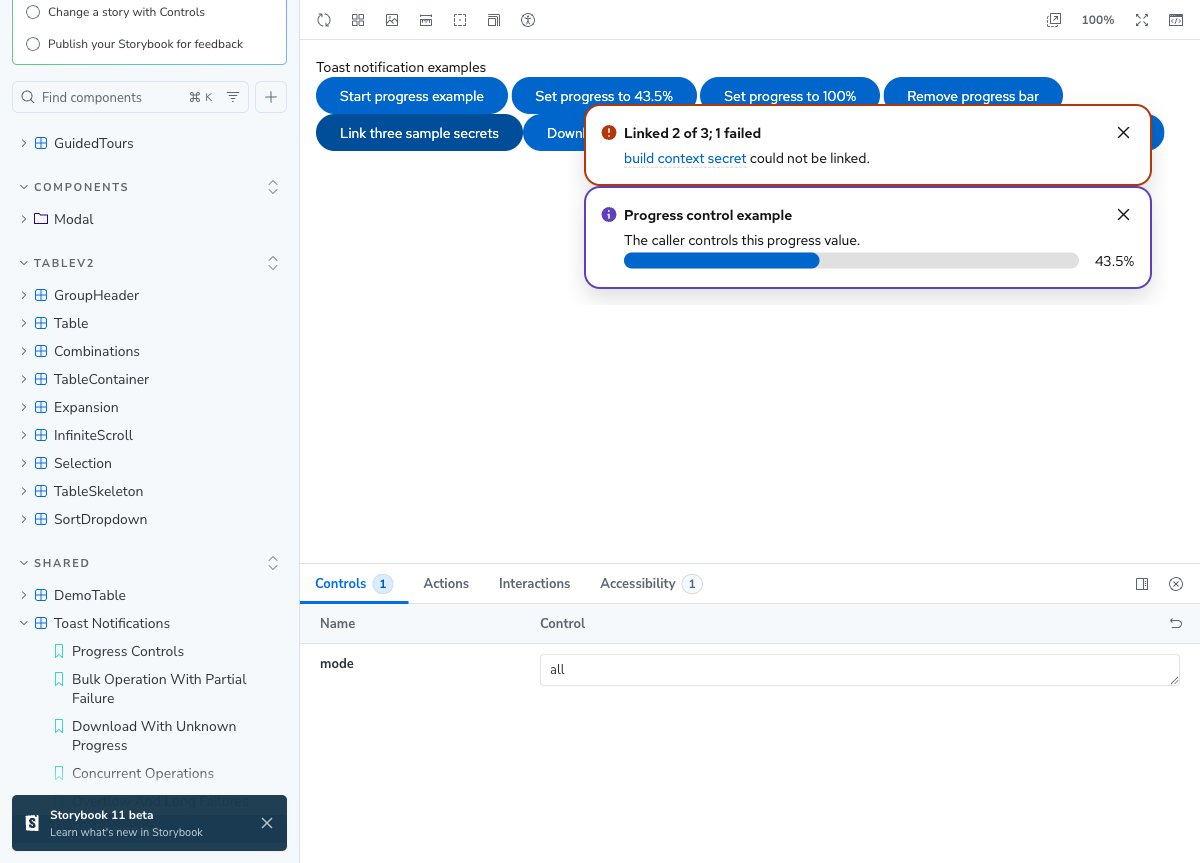 Change a story with Controls
Publish your Storybook for feedback
Find components
⌘ K
GuidedTours
COMPONENTS
Modal
TABLEV2
GroupHeader
Table
Combinations
TableContainer
Expansion
InfiniteScroll
Selection
TableSkeleton
SortDropdown
SHARED
DemoTable
Toast Notifications
Progress Controls
Bulk Operation With Partial
Failure
Download With Unknown
Progress
Concurrent Operations
Storybook 11 beta
Learn what's new in Storybook
100%
Toast notification examples
Start progress example
Set progress to 43.5%
Set progress to 100%
Remove progress bar
Link three sample secrets
Linked 2 of 3; 1 failed
build context secret could not be linked.
Progress control example
The caller controls this progress value.
43.5%
Controls 1
Actions
Interactions
Accessibility 1
Name
Control
mode
all